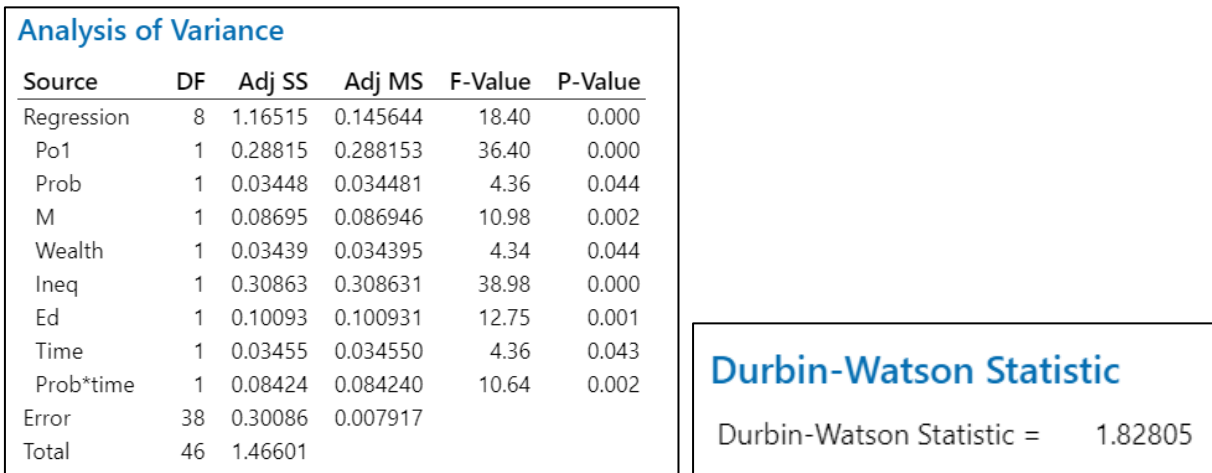 Analysis of Variance
Source DF Adj SS Adj MS F-Value P-Value
Regression 8 1.16515 0.145644 18.40 0.000
Po1 1 0.28815 0.288153 36.40 0.000
Prob 1 0.03448 0.034481 4.36 0.044
M 1 0.08695 0.086946 10.98 0.002
Wealth 1 0.03439 0.034395 4.34 0.044
Ineq 1 0.30863 0.308631 38.98 0.000
Ed 1 0.10093 0.100931 12.75 0.001
Time 1 0.03455 0.034550 4.36 0.043
Prob*time 1 0.08424 0.084240 10.64 0.002
Error 38 0.30086 0.007917
Total 46 1.46601
Durbin-Watson Statistic
Durbin-Watson Statistic = 1.82805